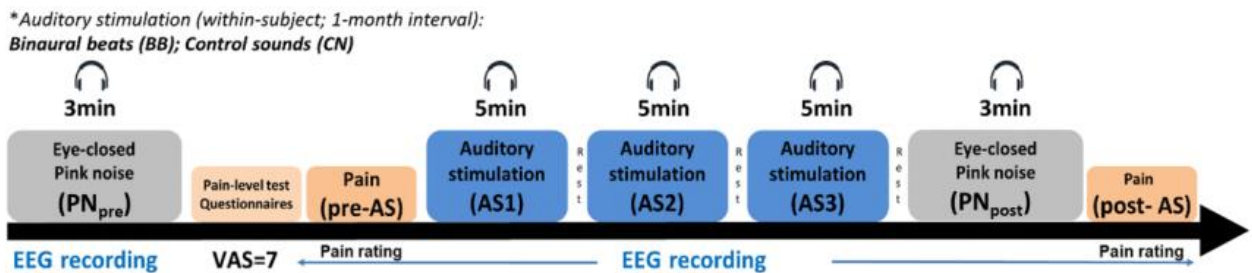 *Auditory stimulation (within-subject; 1-month interval):
Binaural beats (BB); Control sounds (CN)
3min
5min
5min
5min
3min
Eye-closed
Pink noise
(PNpre)
Pain-level test
Questionnaires
Pain
(pre-AS)
Auditory
stimulation
(AS1)
Rest
Auditory
stimulation
(AS2)
Rest
Auditory
stimulation
(AS3)
Rest
Eye-closed
Pink noise
(PNpost)
Pain
(post- AS)
EEG recording
VAS=7
Pain rating
EEG recording
Pain rating